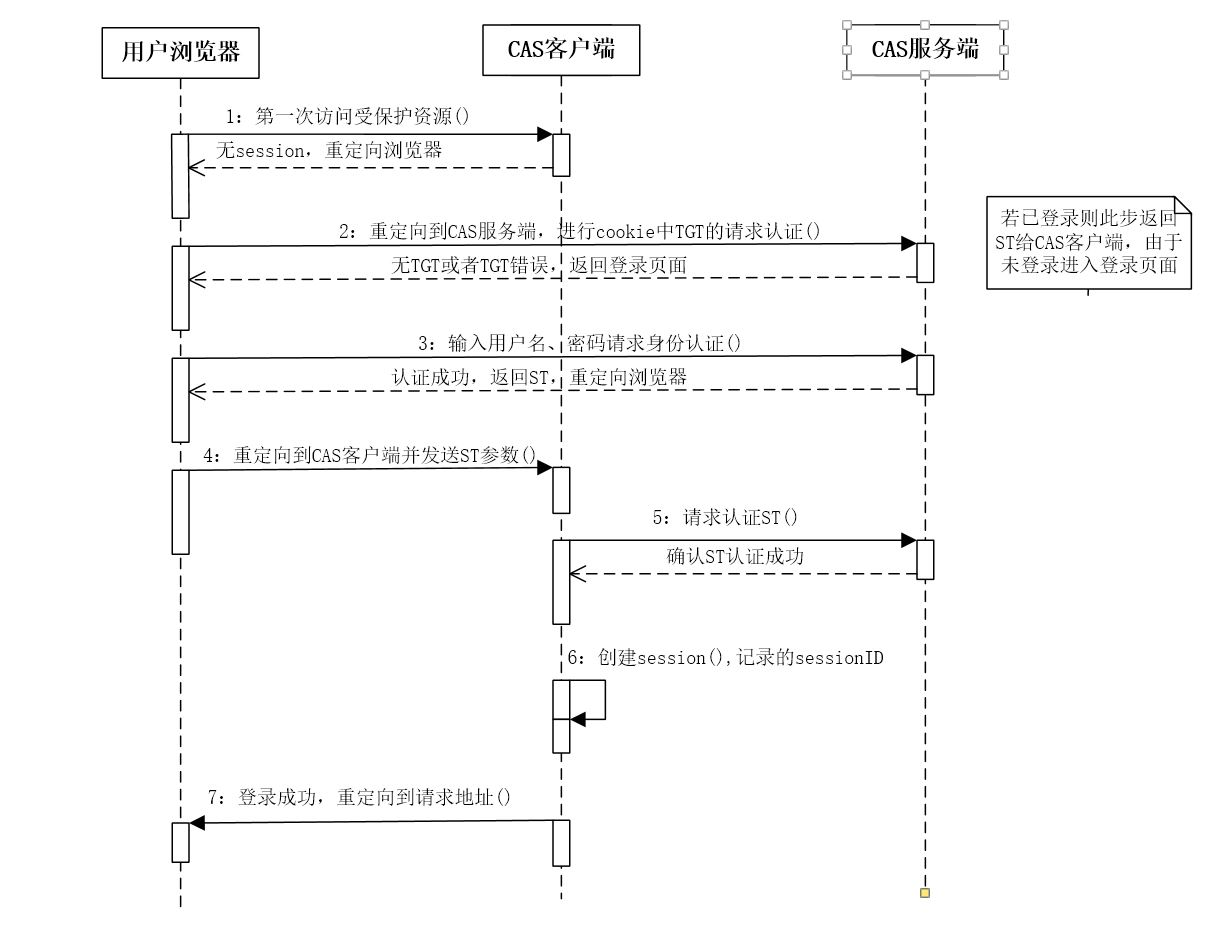 用户浏览器
CAS客户端
CAS服务端
1: 第一次访问受保护资源()
无session，重定向浏览器
2: 重定向到CAS服务端，进行cookie中TGT的请求认证()
无TGT或者TGT错误，返回登录页面
若已登录则此步返回
ST给CAS客户端，由于
未登录进入登录页面
3: 输入用户名、密码请求身份认证()
认证成功，返回ST，重定向浏览器
4: 重定向到CAS客户端并发送ST参数()
5: 请求认证ST()
确认ST认证成功
6: 创建session(),记录的sessionID
7: 登录成功，重定向到请求地址()